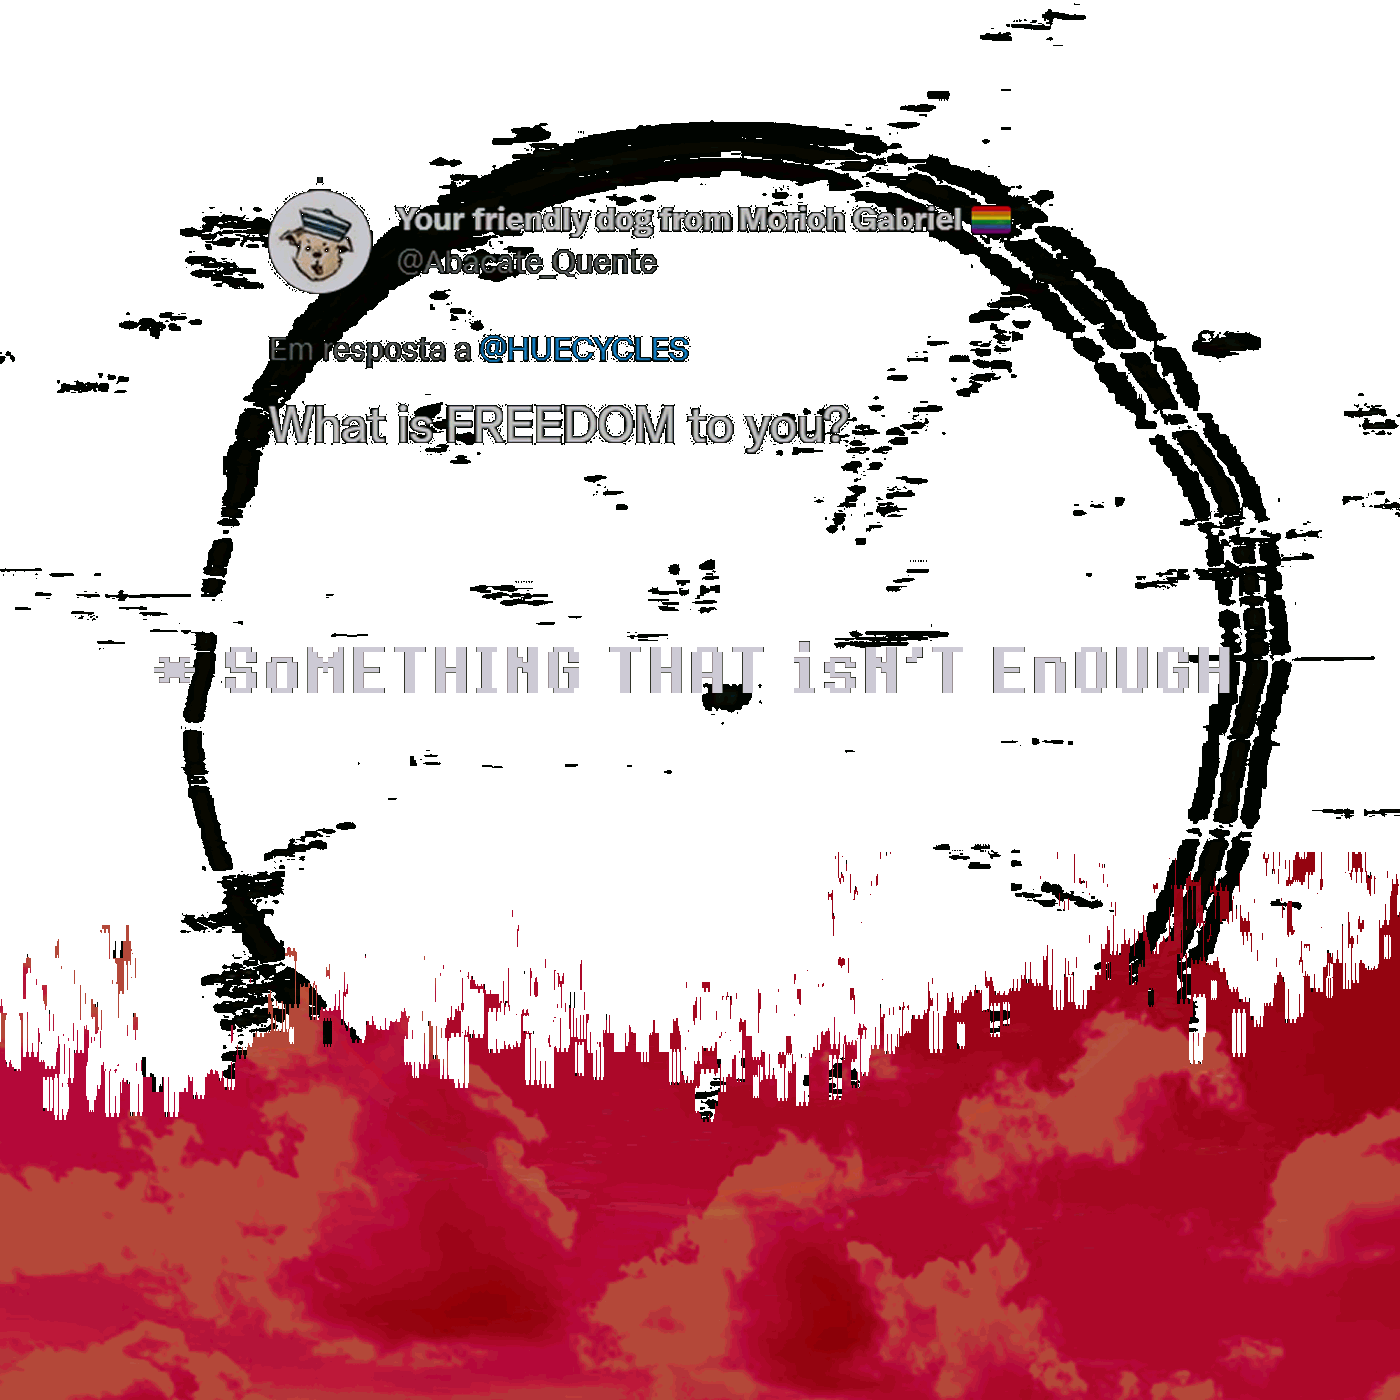 Your friendly dog from Morioh Gabriel 🏳️‍🌈
@Abacate_Quente
Em resposta a @HUECYCLES
What is FREEDOM to you?
* SoMETHING THAT isN'T EnOUGH